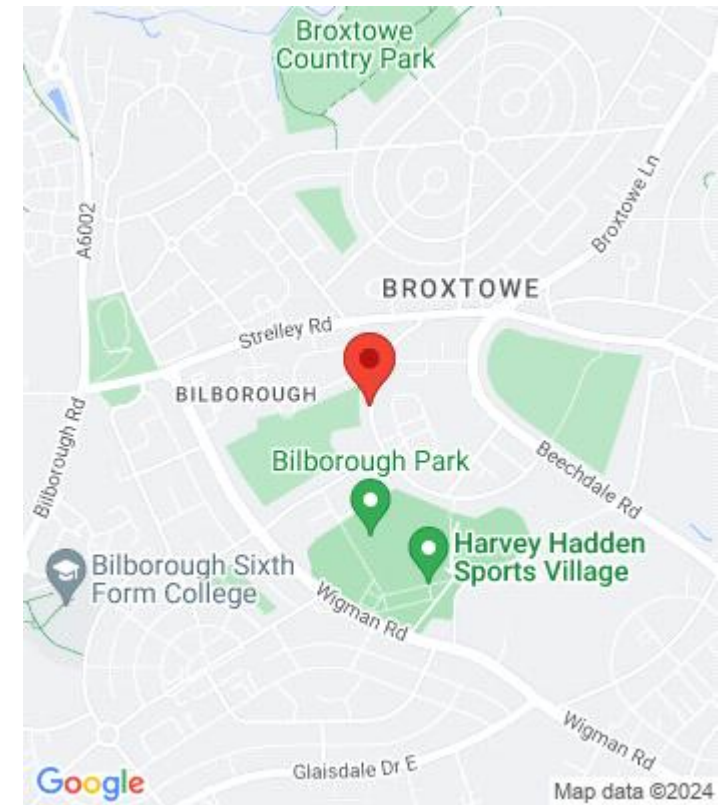 Broxtowe
Country Park
A6002
Broxtowe Ln
BROXTOWE
Strelley Rd
BILBOROUGH
Bilborough Rd
Bilborough Park
Beechdale Rd
Harvey Hadden
Sports Village
Bilborough Sixth
Form College
Wigman Rd
Wigman Rd
Glaisdale Dr E
Google
Map data ©2024